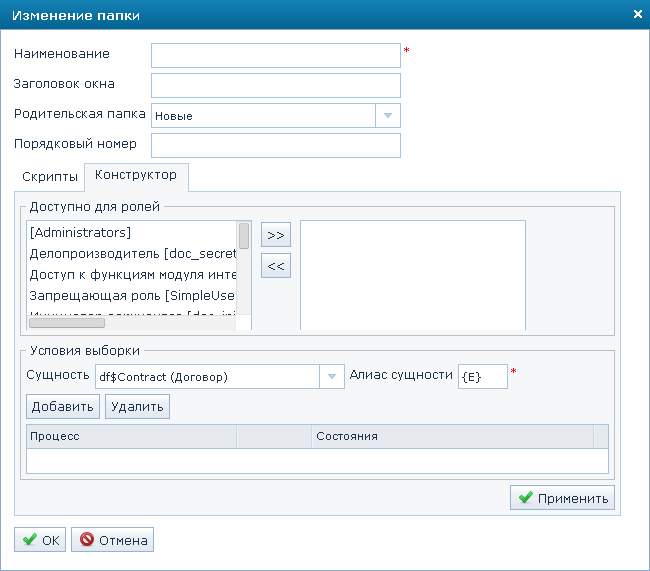 Изменение папки
Наименование *
Заголовок окна
Родительская папка Новые
Порядковый номер
Скрипты Конструктор
Доступно для ролей
[Administrators]
Делопроизводитель [doc_secret
Доступ к функциям модуля инте
Запрещающая роль [SimpleUse
>>
<<
Условия выборки
Сущность df$Contract (Договор) Алиас сущности {E} *
Добавить Удалить
Процесс Состояния
Применить
OK Отмена